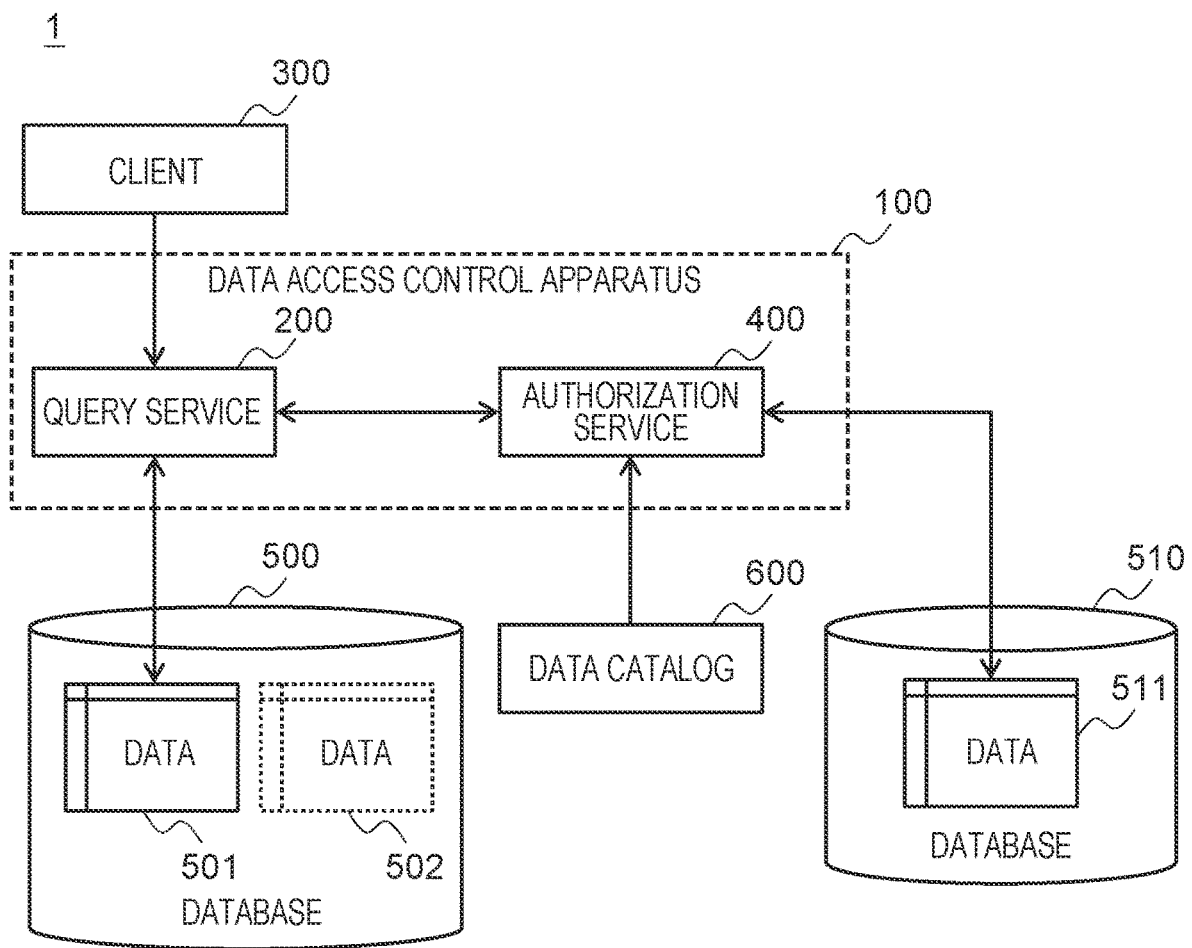 1
300
CLIENT
100
DATA ACCESS CONTROL APPARATUS
200
400
QUERY SERVICE
AUTHORIZATION
SERVICE
500
600
510
DATA CATALOG
511
DATA
DATA
DATA
501
502
DATABASE
DATABASE